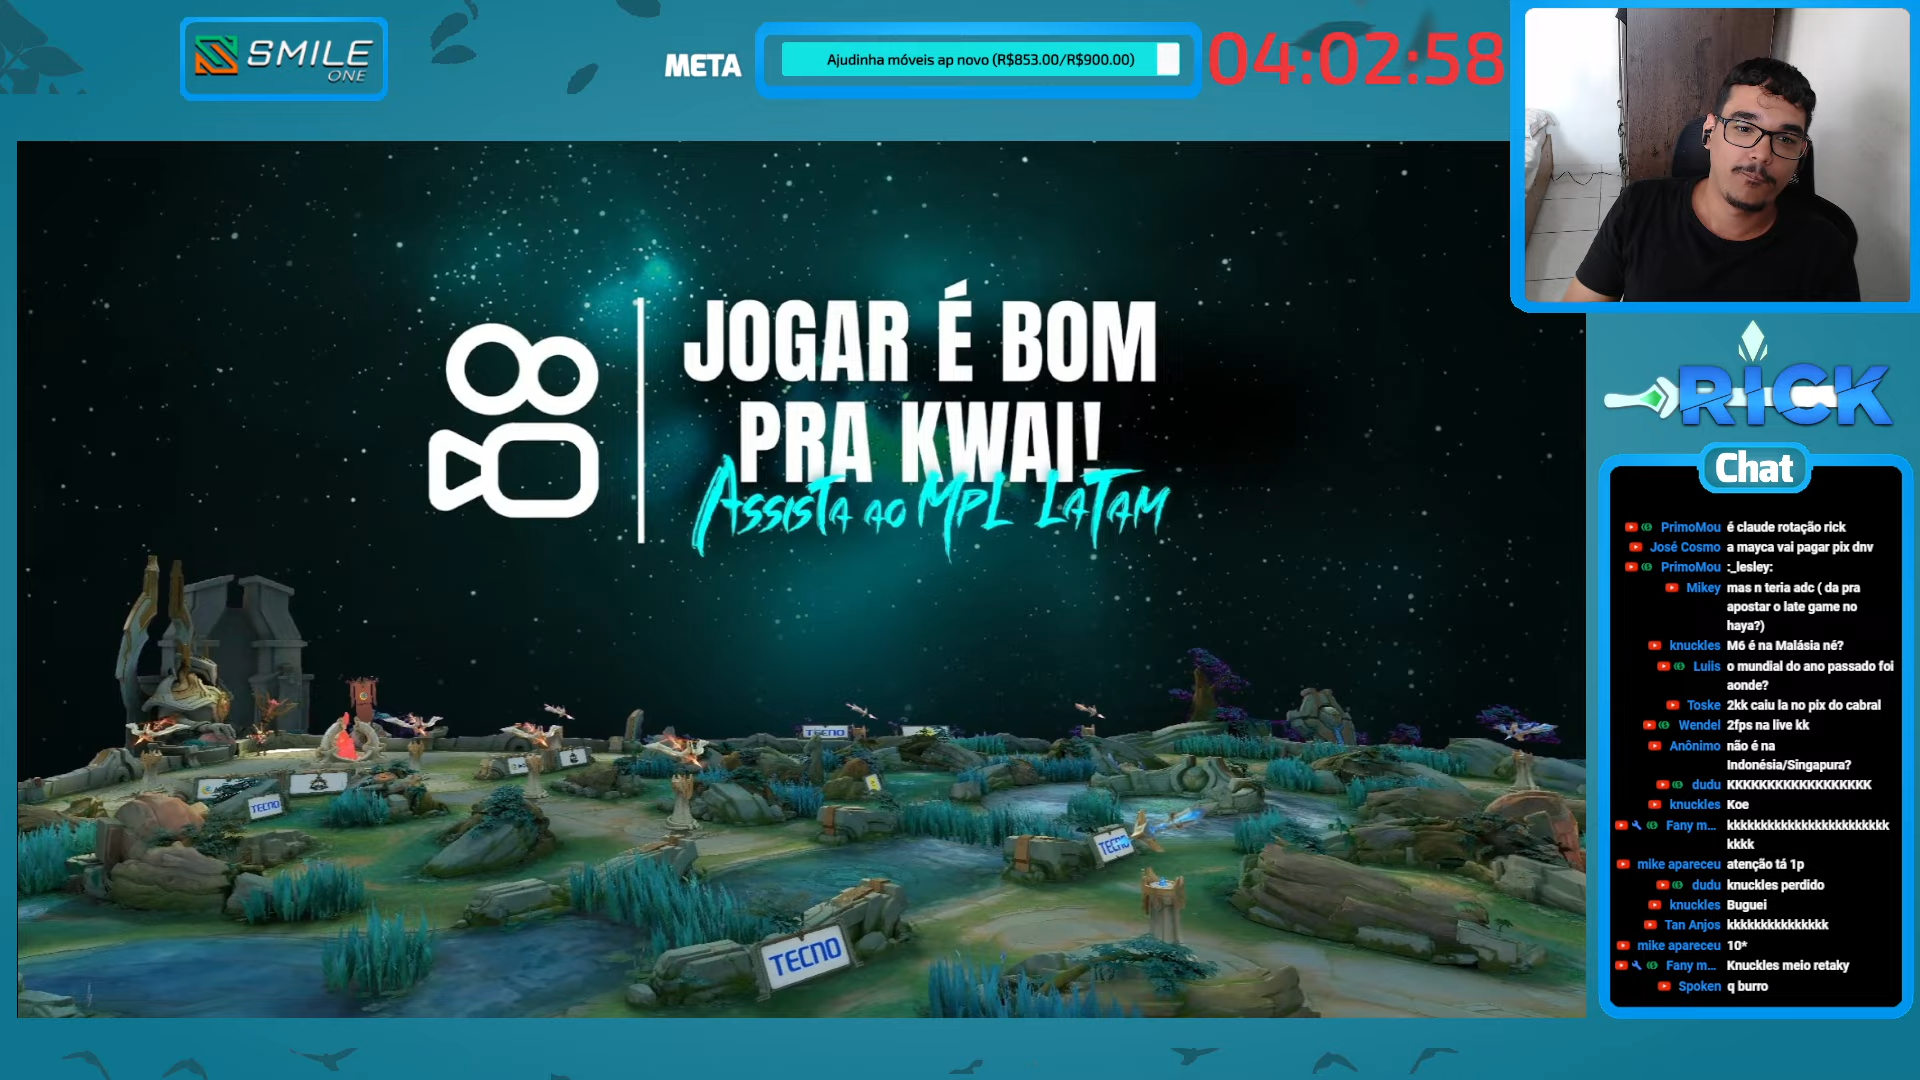 SMILE
ONE
META
Ajudinha móveis ap novo (R$853.00/R$900.00)
04:02:58
JOGAR É BOM
PRA KWAI!
ASSISTA AO MPL LATAM
RICK
Chat
PrimoMou é claude rotação rick
José Cosmo a mayca vai pagar pix dnv
PrimoMou :_lesley:
Mikey mas n teria adc ( da pra
apostar o late game no
haya?)
knuckles M6 é na Malásia né?
Luiis o mundial do ano passado foi
aonde?
Toske 2kk caiu la no pix do cabral
Wendel 2fps na live kk
Anônimo não é na
Indonésia/Singapura?
dudu KKKKKKKKKKKKKKKKKK
knuckles Koe
Fany m... kkkkkkkkkkkkkkkkkkkkkkk
kkkk
mike apareceu atenção tá 1p
dudu knuckles perdido
knuckles Buguei
Tan Anjos kkkkkkkkkkkkkk
mike apareceu 10*
Fany m... Knuckles meio retaky
Spoken q burro
TECNO
TECNO
TECNO
TECNO